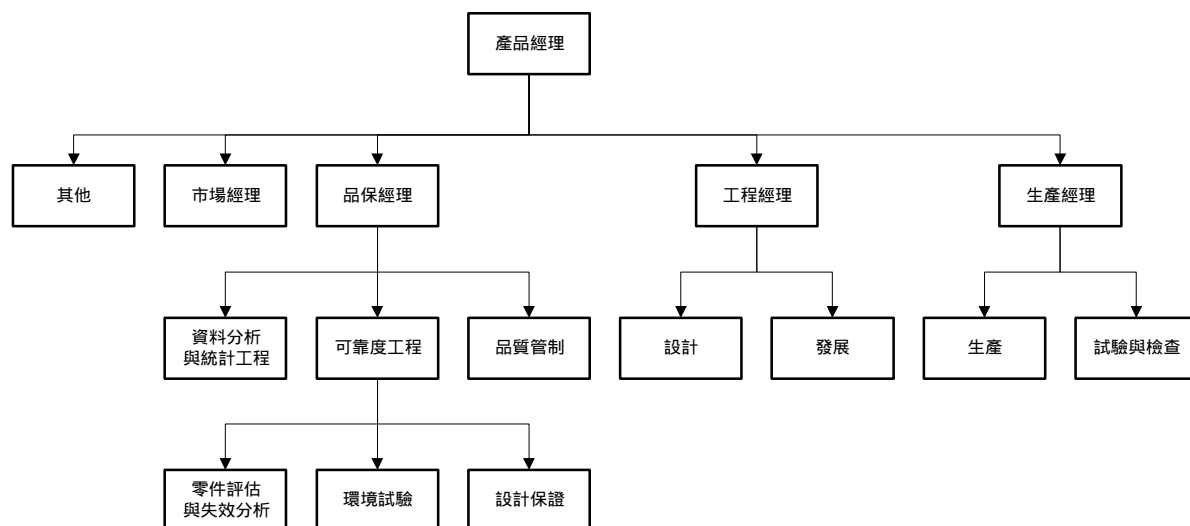 產品經理
其他
市場經理
品保經理
工程經理
生產經理
資料分析
與統計工程
可靠度工程
品質管制
設計
發展
生產
試驗與檢查
零件評估
與失效分析
環境試驗
設計保證